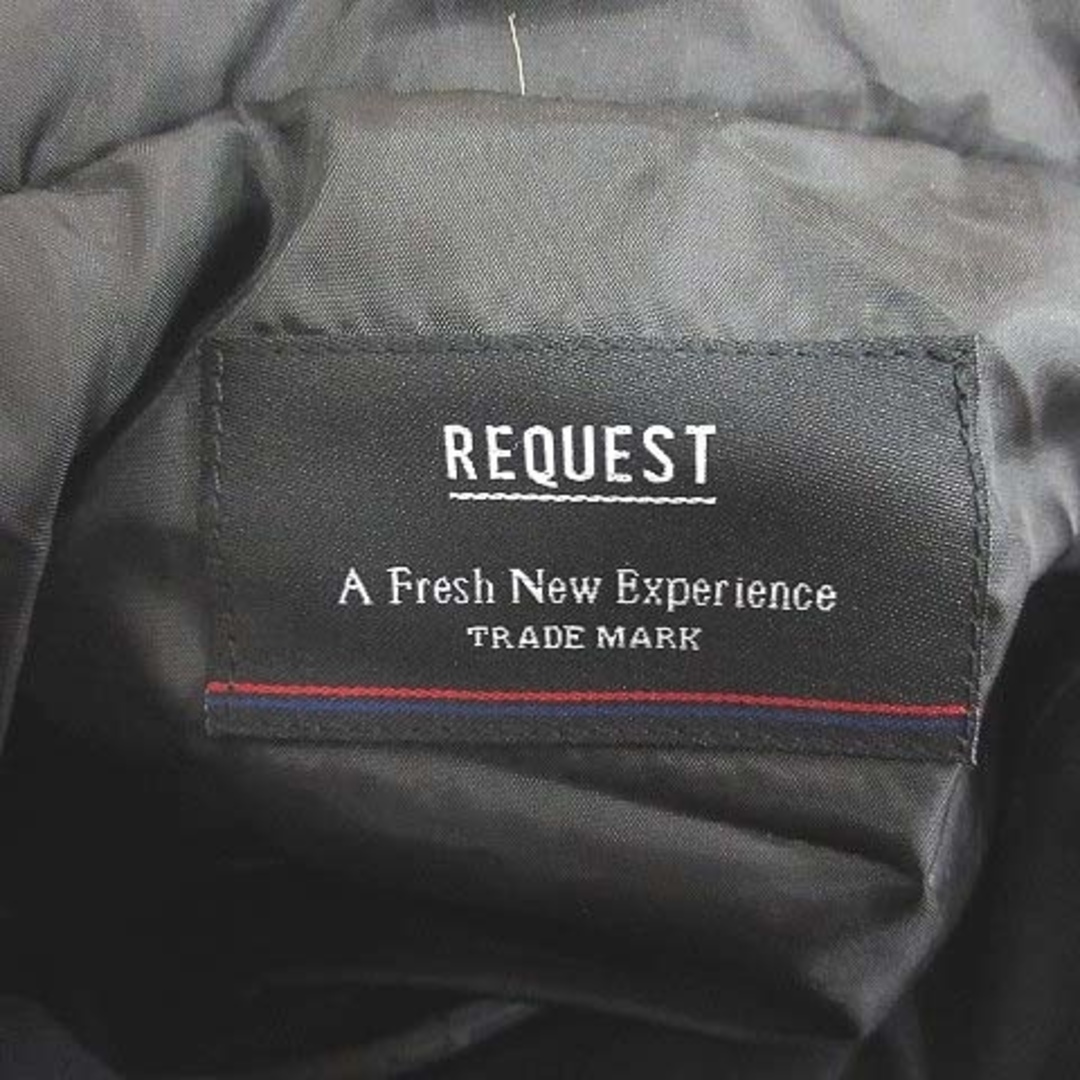 REQUEST
A Fresh New Experience
TRADE MARK